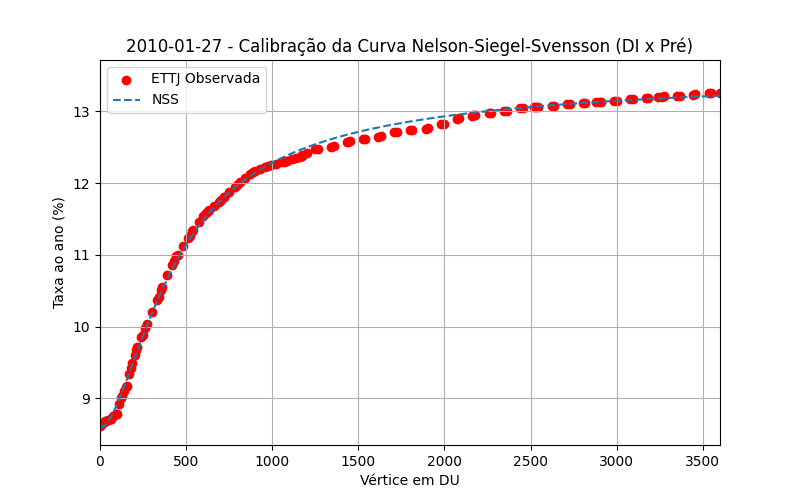 2010-01-27 - Calibração da Curva Nelson-Siegel-Svensson (DI x Pré)
ETTJ Observada
NSS
Taxa ao ano (%)
13
12
11
10
9
0 500 1000 1500 2000 2500 3000 3500
Vértice em DU